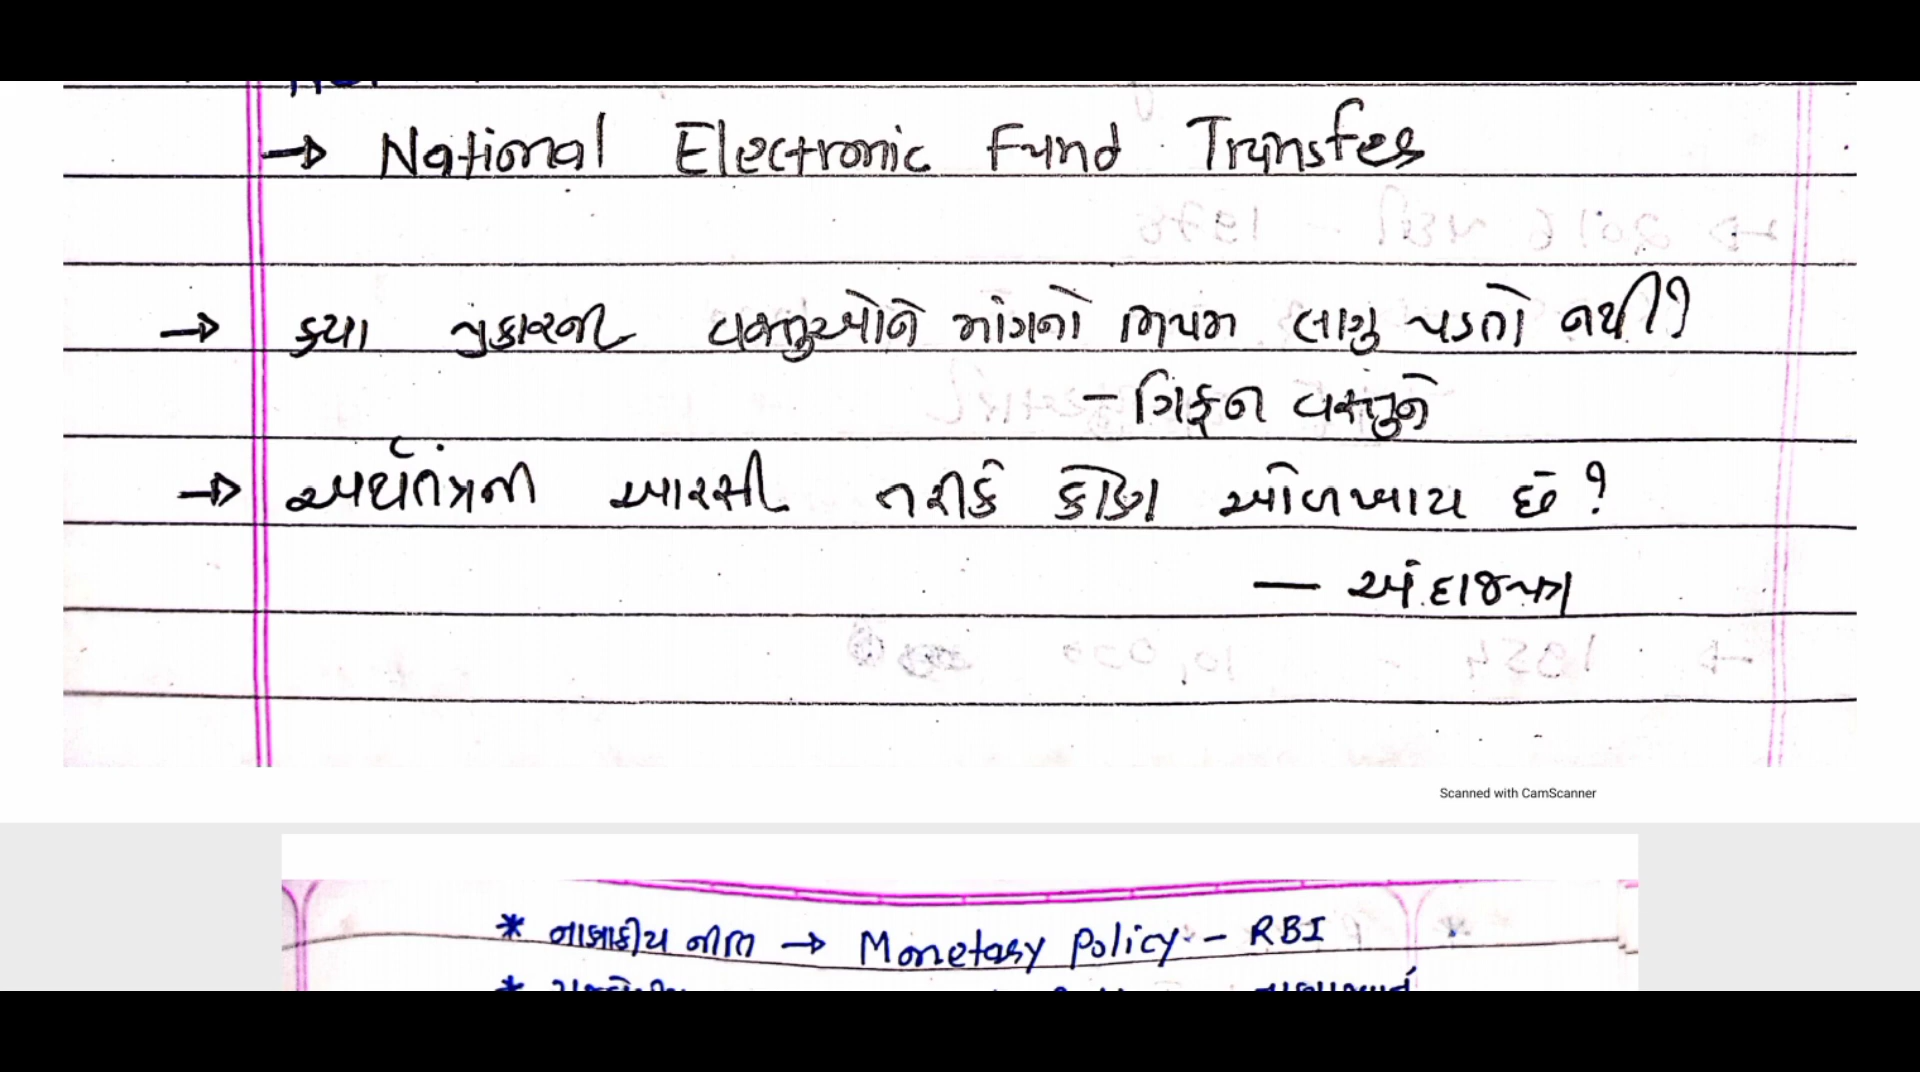 → National Electronic Fund Transfer
→ કયા પ્રકારની વસ્તુઓને માંગનો નિયમ લાગુ પડતો નથી?
- ગિફન વસ્તુને
→ અર્થતંત્રની આરસી તરીકે કોણ ઓળખાય છે?
— અંદાજપત્ર
Scanned with CamScanner
* નાણાકીય નીતિ → Monetary Policy - RBI